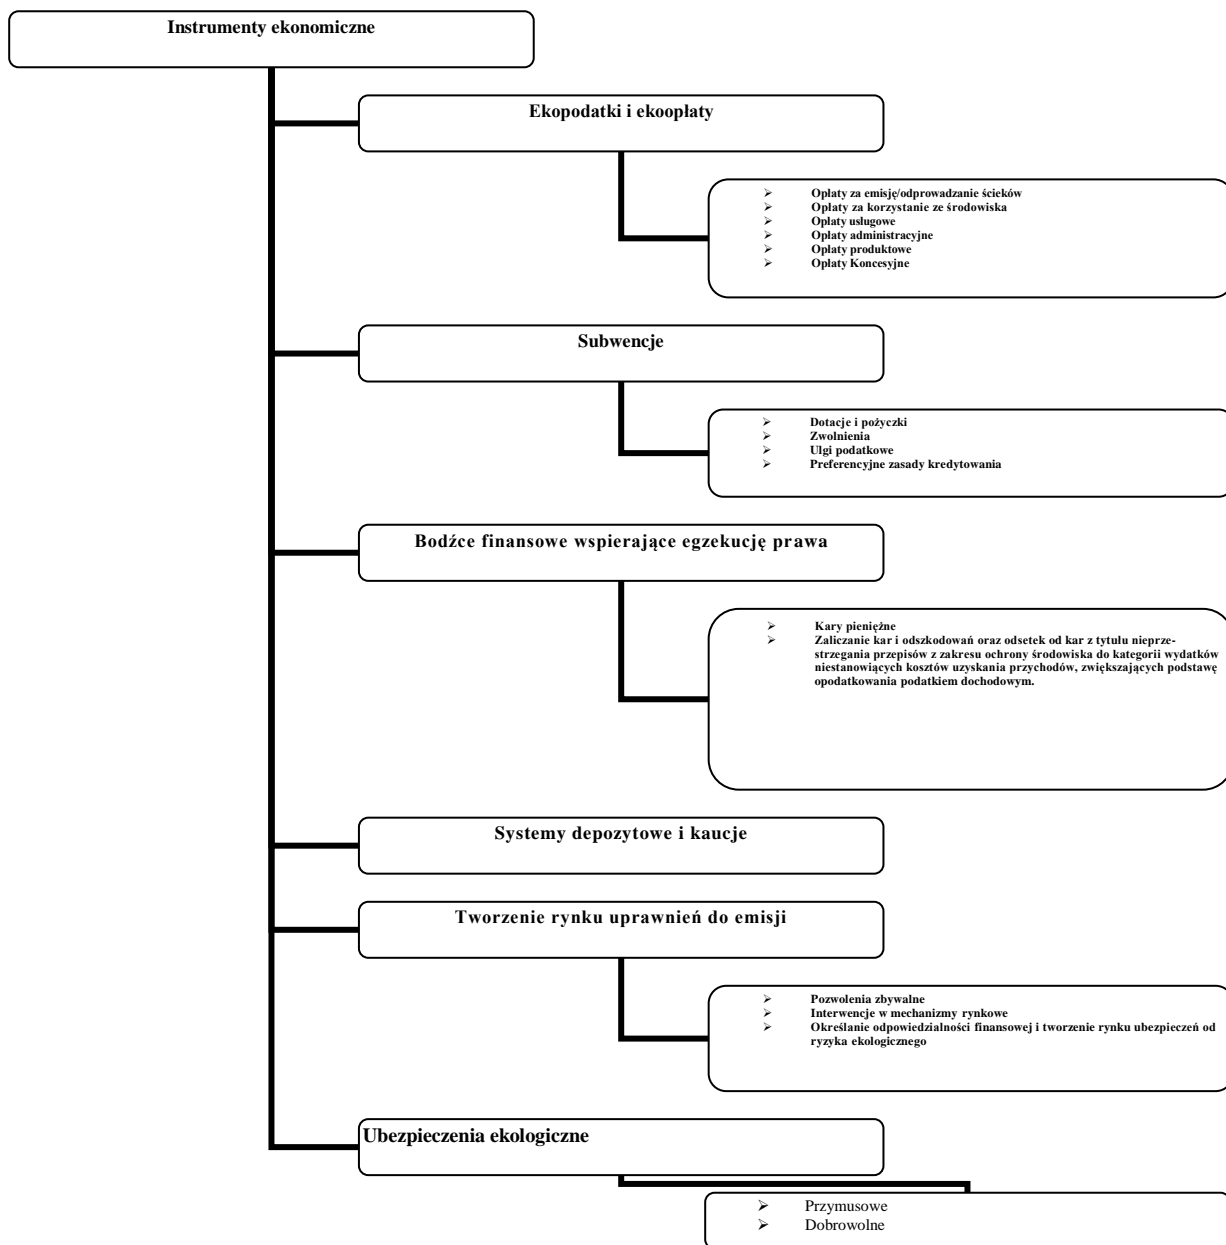 Instrumenty ekonomiczne
Ekopodatki i ekoopłaty
➢ Opłaty za emisję/odprowadzanie ścieków
➢ Opłaty za korzystanie ze środowiska
➢ Opłaty usługowe
➢ Opłaty administracyjne
➢ Opłaty produktowe
➢ Opłaty Koncesyjne
Subwencje
➢ Dotacje i pożyczki
➢ Zwolnienia
➢ Ulgi podatkowe
➢ Preferencyjne zasady kredytowania
Bodźce finansowe wspierające egzekucję prawa
➢ Kary pieniężne
➢ Zaliczanie kar i odszkodowań oraz odsetek od kar z tytułu nieprze-
strzegania przepisów z zakresu ochrony środowiska do kategorii wydatków
niestanowiących kosztów uzyskania przychodów, zwiększających podstawę
opodatkowania podatkiem dochodowym.
Systemy depozytowe i kaucje
Tworzenie rynku uprawnień do emisji
➢ Pozwolenia zbywalne
➢ Interwencje w mechanizmy rynkowe
➢ Określanie odpowiedzialności finansowej i tworzenie rynku ubezpieczeń od
ryzyka ekologicznego
Ubezpieczenia ekologiczne
➢ Przymusowe
➢ Dobrowolne